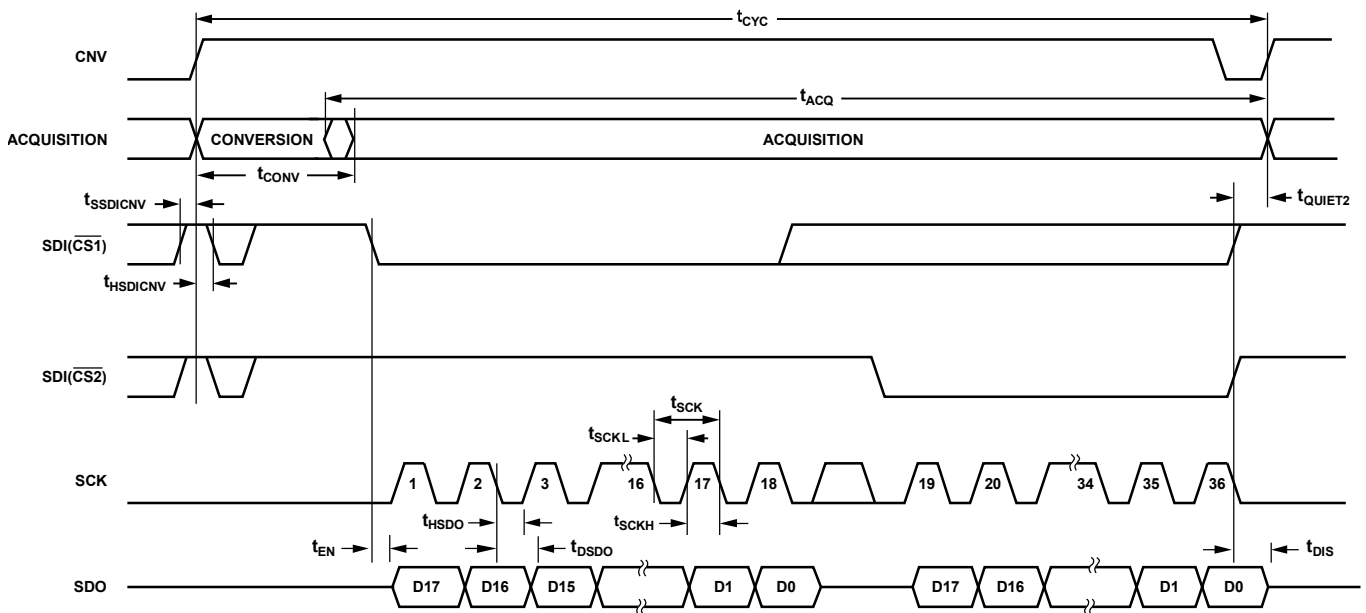 tCYC
CNV
tACQ
ACQUISITION CONVERSION ACQUISITION
tCONV
tSSDICNV
tQUIET2
SDI(CS1)
tHSDICNV
SDI(CS2)
tSCK
tSCKL
SCK 1 2 3 16 17 18 19 20 34 35 36
tHSDO tSCKH
tEN tDSDO tDIS
SDO D17 D16 D15 D1 D0 D17 D16 D1 D0